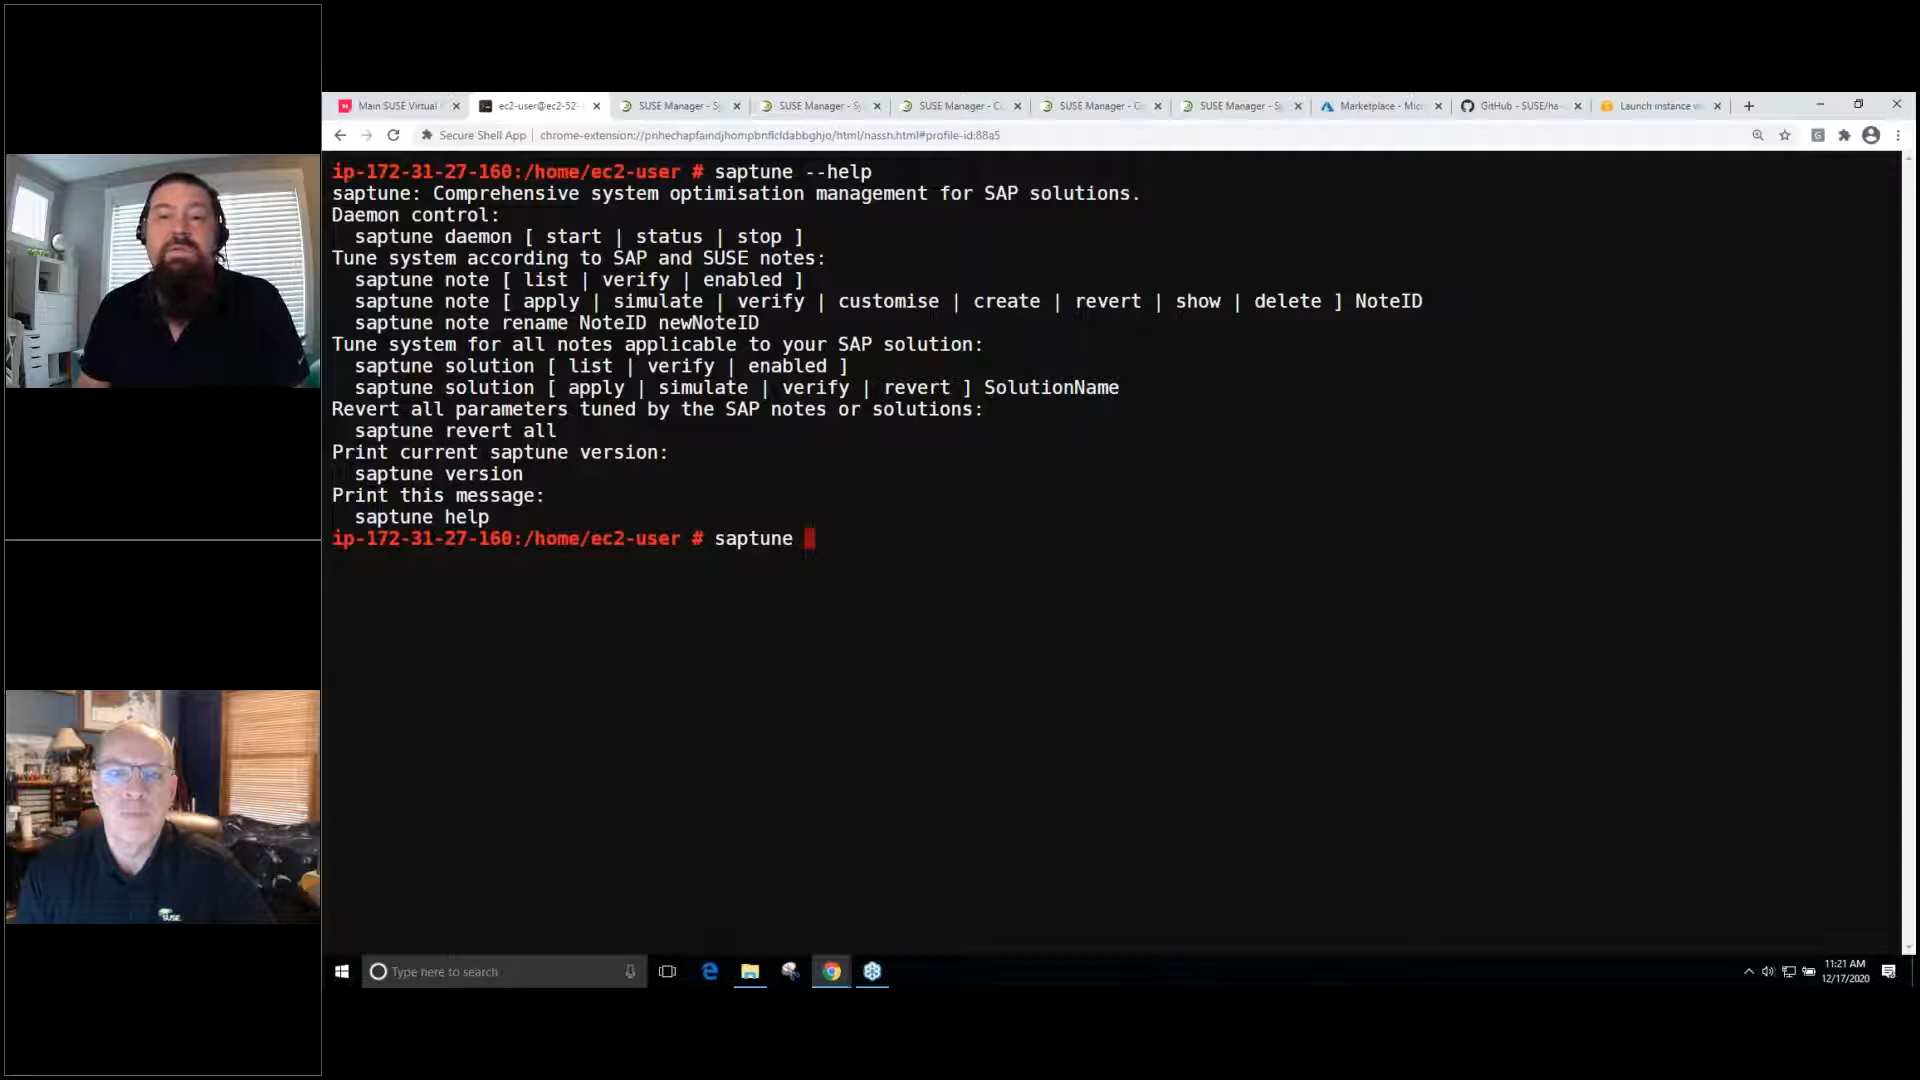 Main SUSE Virtual
ec2-user@ec2-52-
SUSE Manager - Sy
SUSE Manager - Sy
SUSE Manager - Co
SUSE Manager - Co
SUSE Manager - Sy
Marketplace - Micr
GitHub - SUSE/ha-
Launch instance w
Secure Shell App
chrome-extension://pnhechapfaindjhompbnflcldabbghjo/html/nassh.html#profile-id:88a5
ip-172-31-27-160:/home/ec2-user # saptune --help
saptune: Comprehensive system optimisation management for SAP solutions.
Daemon control:
saptune daemon [ start | status | stop ]
Tune system according to SAP and SUSE notes:
saptune note [ list | verify | enabled ]
saptune note [ apply | simulate | verify | customise | create | revert | show | delete ] NoteID
saptune note rename NoteID newNoteID
Tune system for all notes applicable to your SAP solution:
saptune solution [ list | verify | enabled ]
saptune solution [ apply | simulate | verify | revert ] SolutionName
Revert all parameters tuned by the SAP notes or solutions:
saptune revert all
Print current saptune version:
saptune version
Print this message:
saptune help
ip-172-31-27-160:/home/ec2-user # saptune
SUSE
Type here to search
11:21 AM
12/17/2020